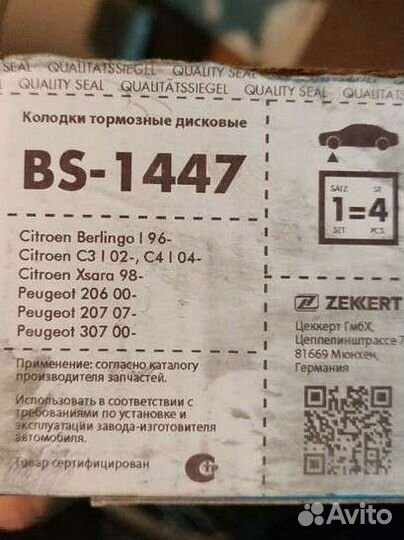 SEAL QUALITÄTSSIEGEL QUALITY SEAL
QUALITY SEAL QUALITÄTSSIEGEL QUALITY SEAL
Колодки тормозные дисковые
BS-1447
SATZ SET
1=4
SET PCS.
Citroen Berlingo I 96-
Citroen C3 I 02-, C4 I 04-
Citroen Xsara 98-
Peugeot 206 00-
Peugeot 207 07-
Peugeot 307 00-
ZEKKERT
Цеккерт ГмбХ,
Цеппелинштрассе 7
81669 Мюнхен,
Германия
Применение: согласно каталогу
производителя запчастей.
Использовать в соответствии с
требованиями по установке и
эксплуатации завода-изготовителя
автомобиля.
Товар сертифицирован
Avito